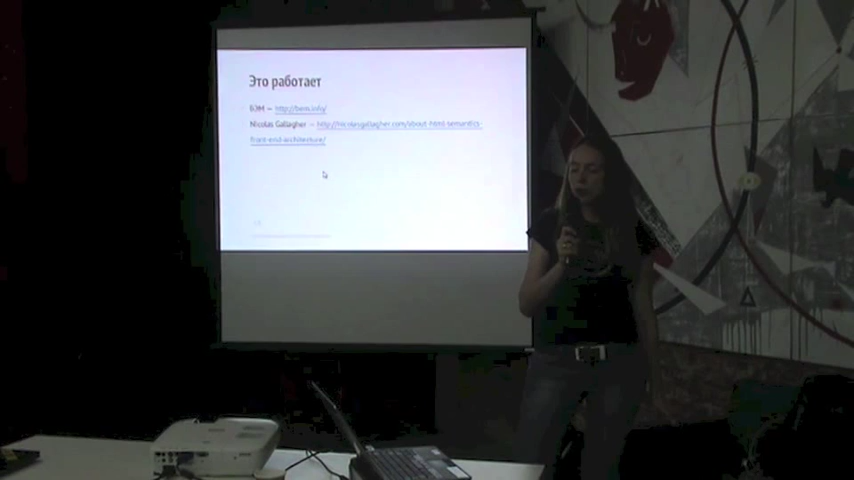 Это работает
БЭМ — http://bem.info/
Nicolas Gallagher — http://nicolasgallagher.com/about-html-semantics-
front-end-architecture/